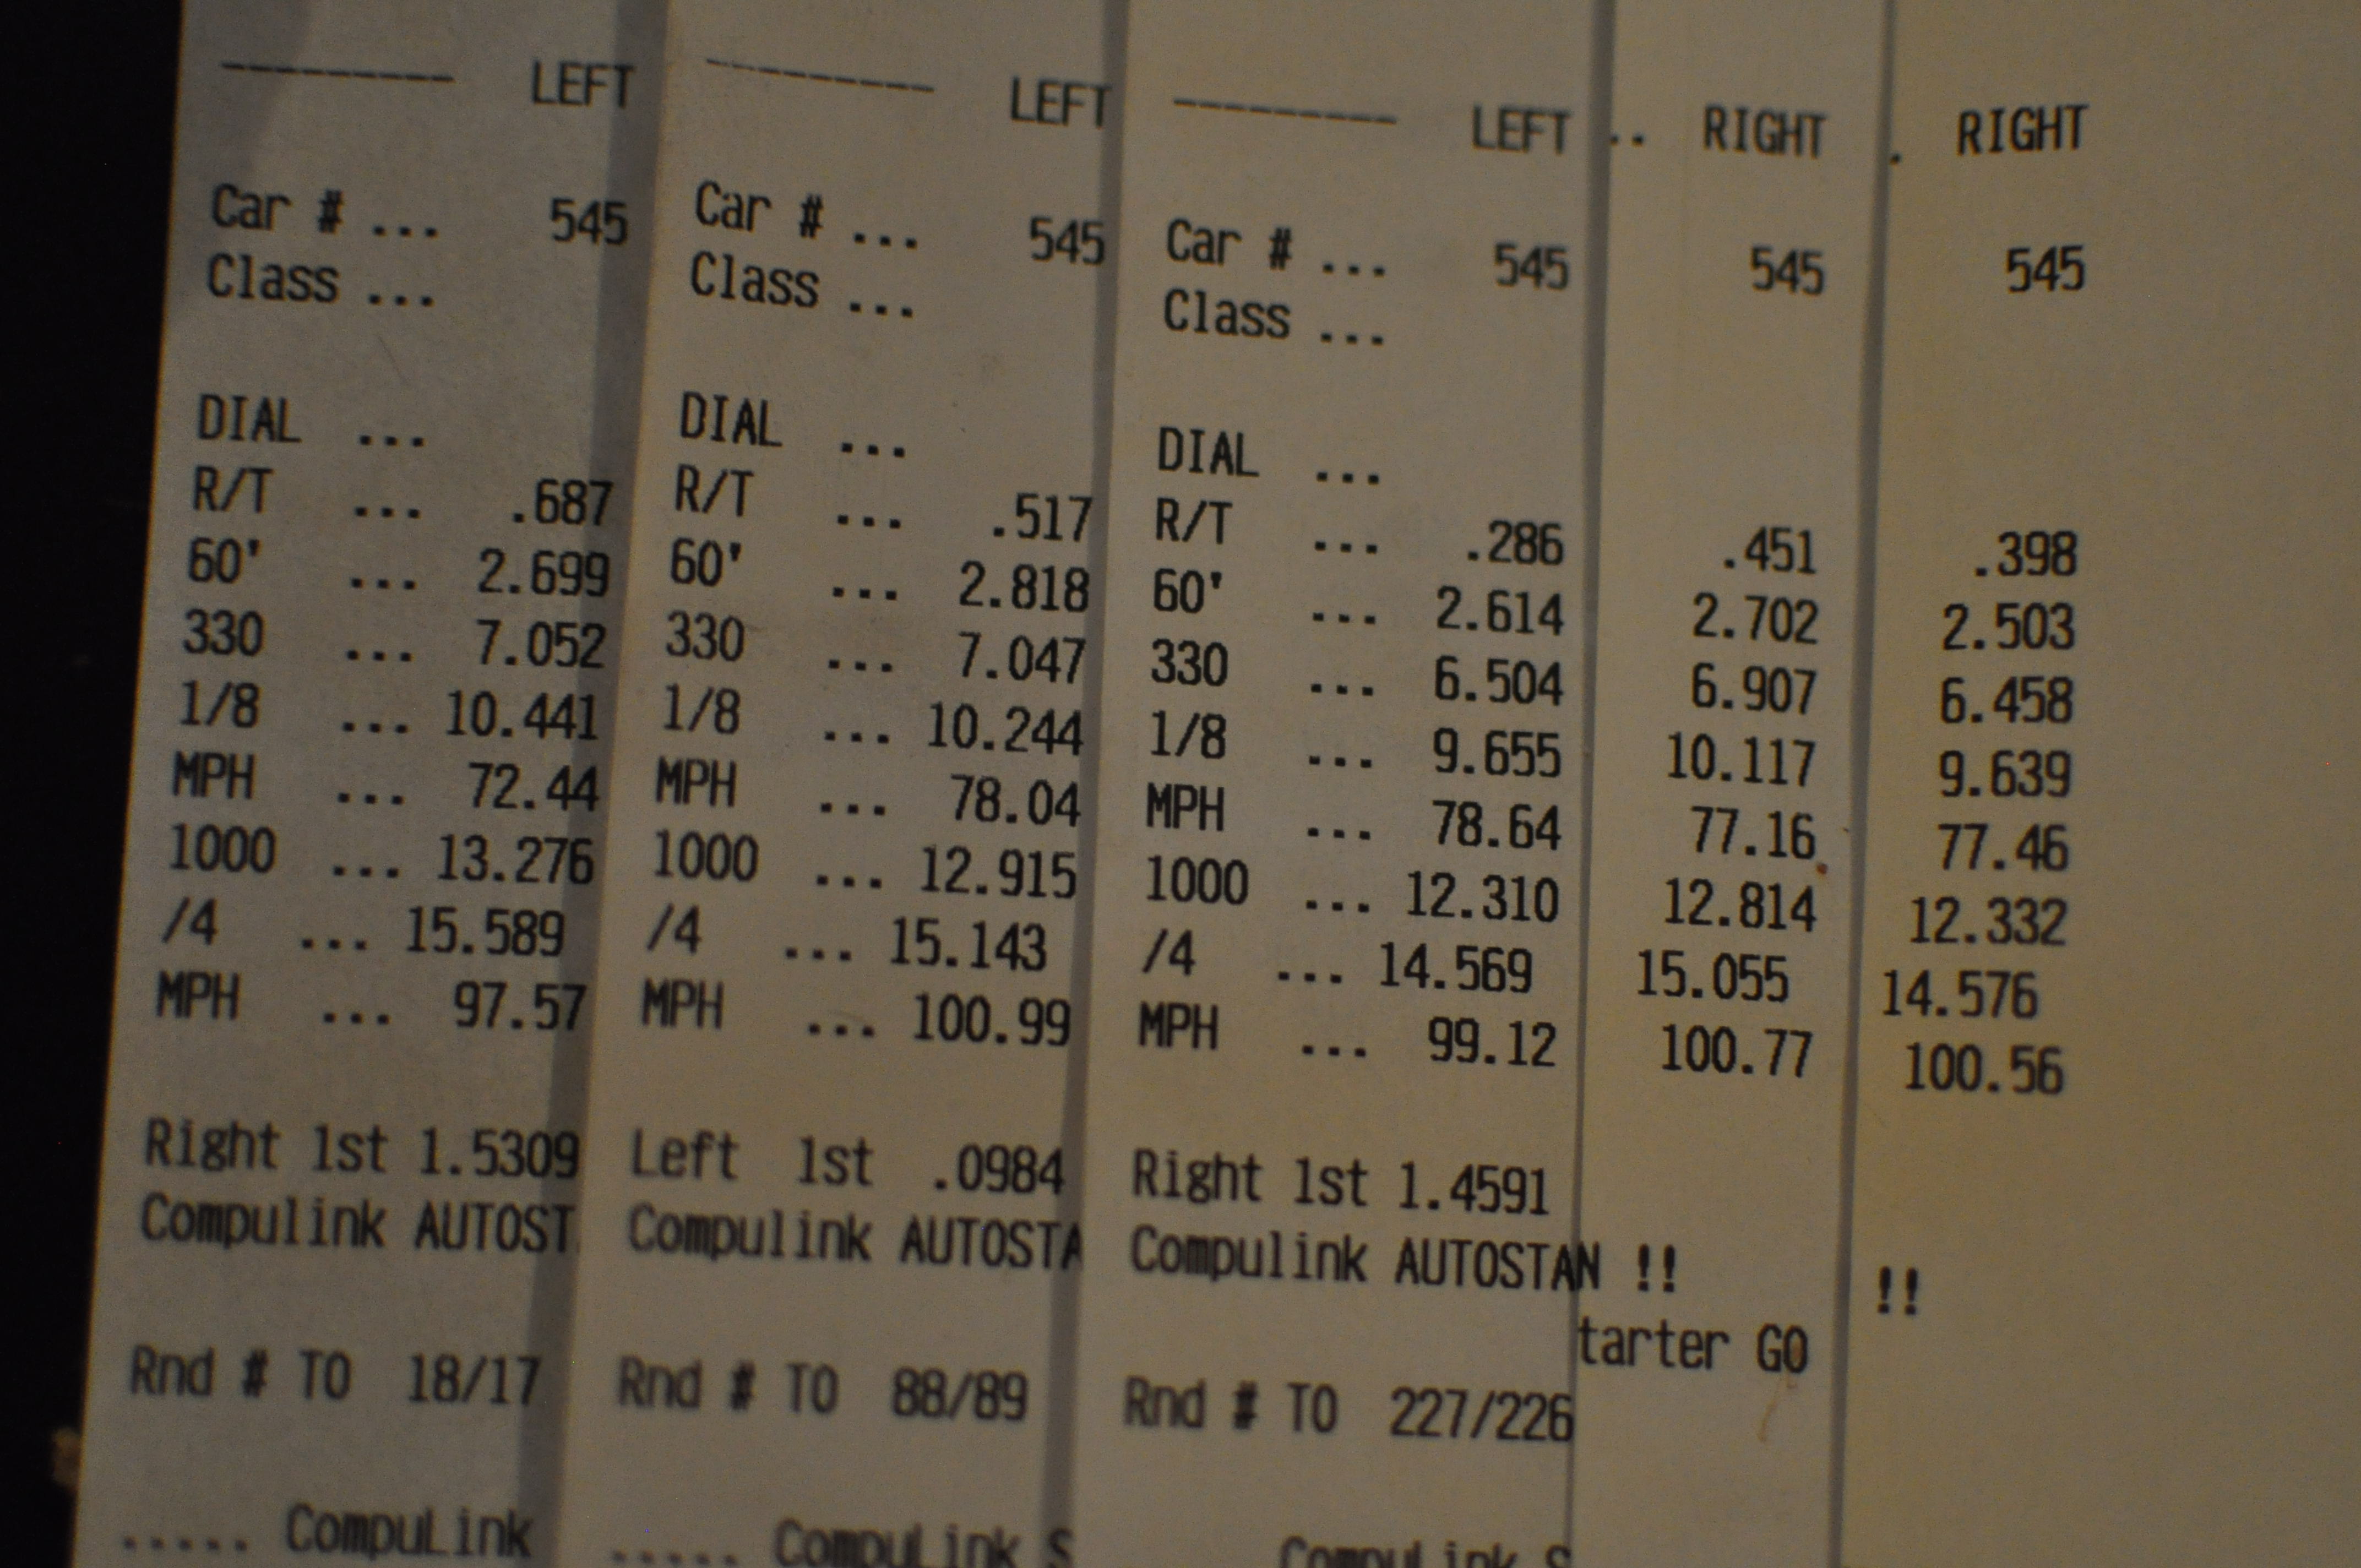 --------- LEFT
Car # ... 545
Class ...
DIAL ...
R/T ... .687
60' ... 2.699
330 ... 7.052
1/8 ... 10.441
MPH ... 72.44
1000 ... 13.276
/4 ... 15.589
MPH ... 97.57
Right 1st 1.5309
Compulink AUTOST
Rnd # TO 18/17
..... CompuLink
--------- LEFT
Car # ... 545
Class ...
DIAL ...
R/T ... .517
60' ... 2.818
330 ... 7.047
1/8 ... 10.244
MPH ... 78.04
1000 ... 12.915
/4 ... 15.143
MPH ... 100.99
Left 1st .0984
Compulink AUTOSTA
Rnd # TO 88/89
..... CompuLink S
--------- LEFT
Car # ... 545
Class ...
DIAL ...
R/T ... .286
60' ... 2.614
330 ... 6.504
1/8 ... 9.655
MPH ... 78.64
1000 ... 12.310
/4 ... 14.569
MPH ... 99.12
Right 1st 1.4591
Compulink AUTOSTAN
Rnd # TO 227/226
CompuLink S
.. RIGHT
545
.451
2.702
6.907
10.117
77.16
12.814
15.055
100.77
!!
tarter GO
. RIGHT
545
.398
2.503
6.458
9.639
77.46
12.332
14.576
100.56
!!